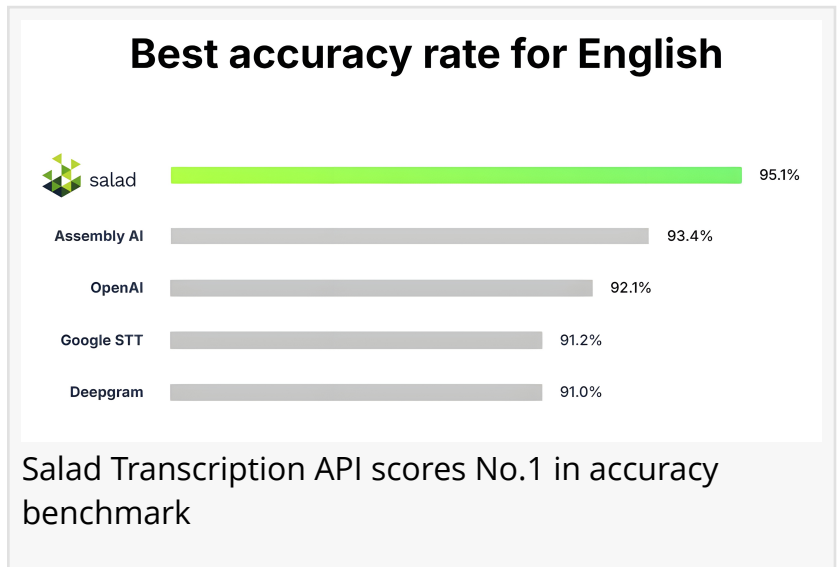 Best accuracy rate for English
salad 95.1%
Assembly AI 93.4%
OpenAI 92.1%
Google STT 91.2%
Deepgram 91.0%
Salad Transcription API scores No.1 in accuracy
benchmark